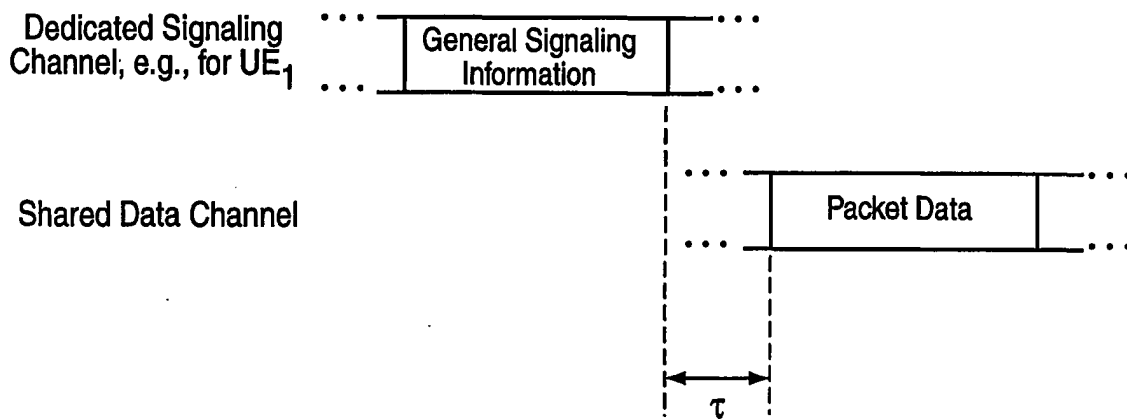 Dedicated Signaling
Channel, e.g., for UE1
General Signaling
Information
Shared Data Channel
Packet Data
τ